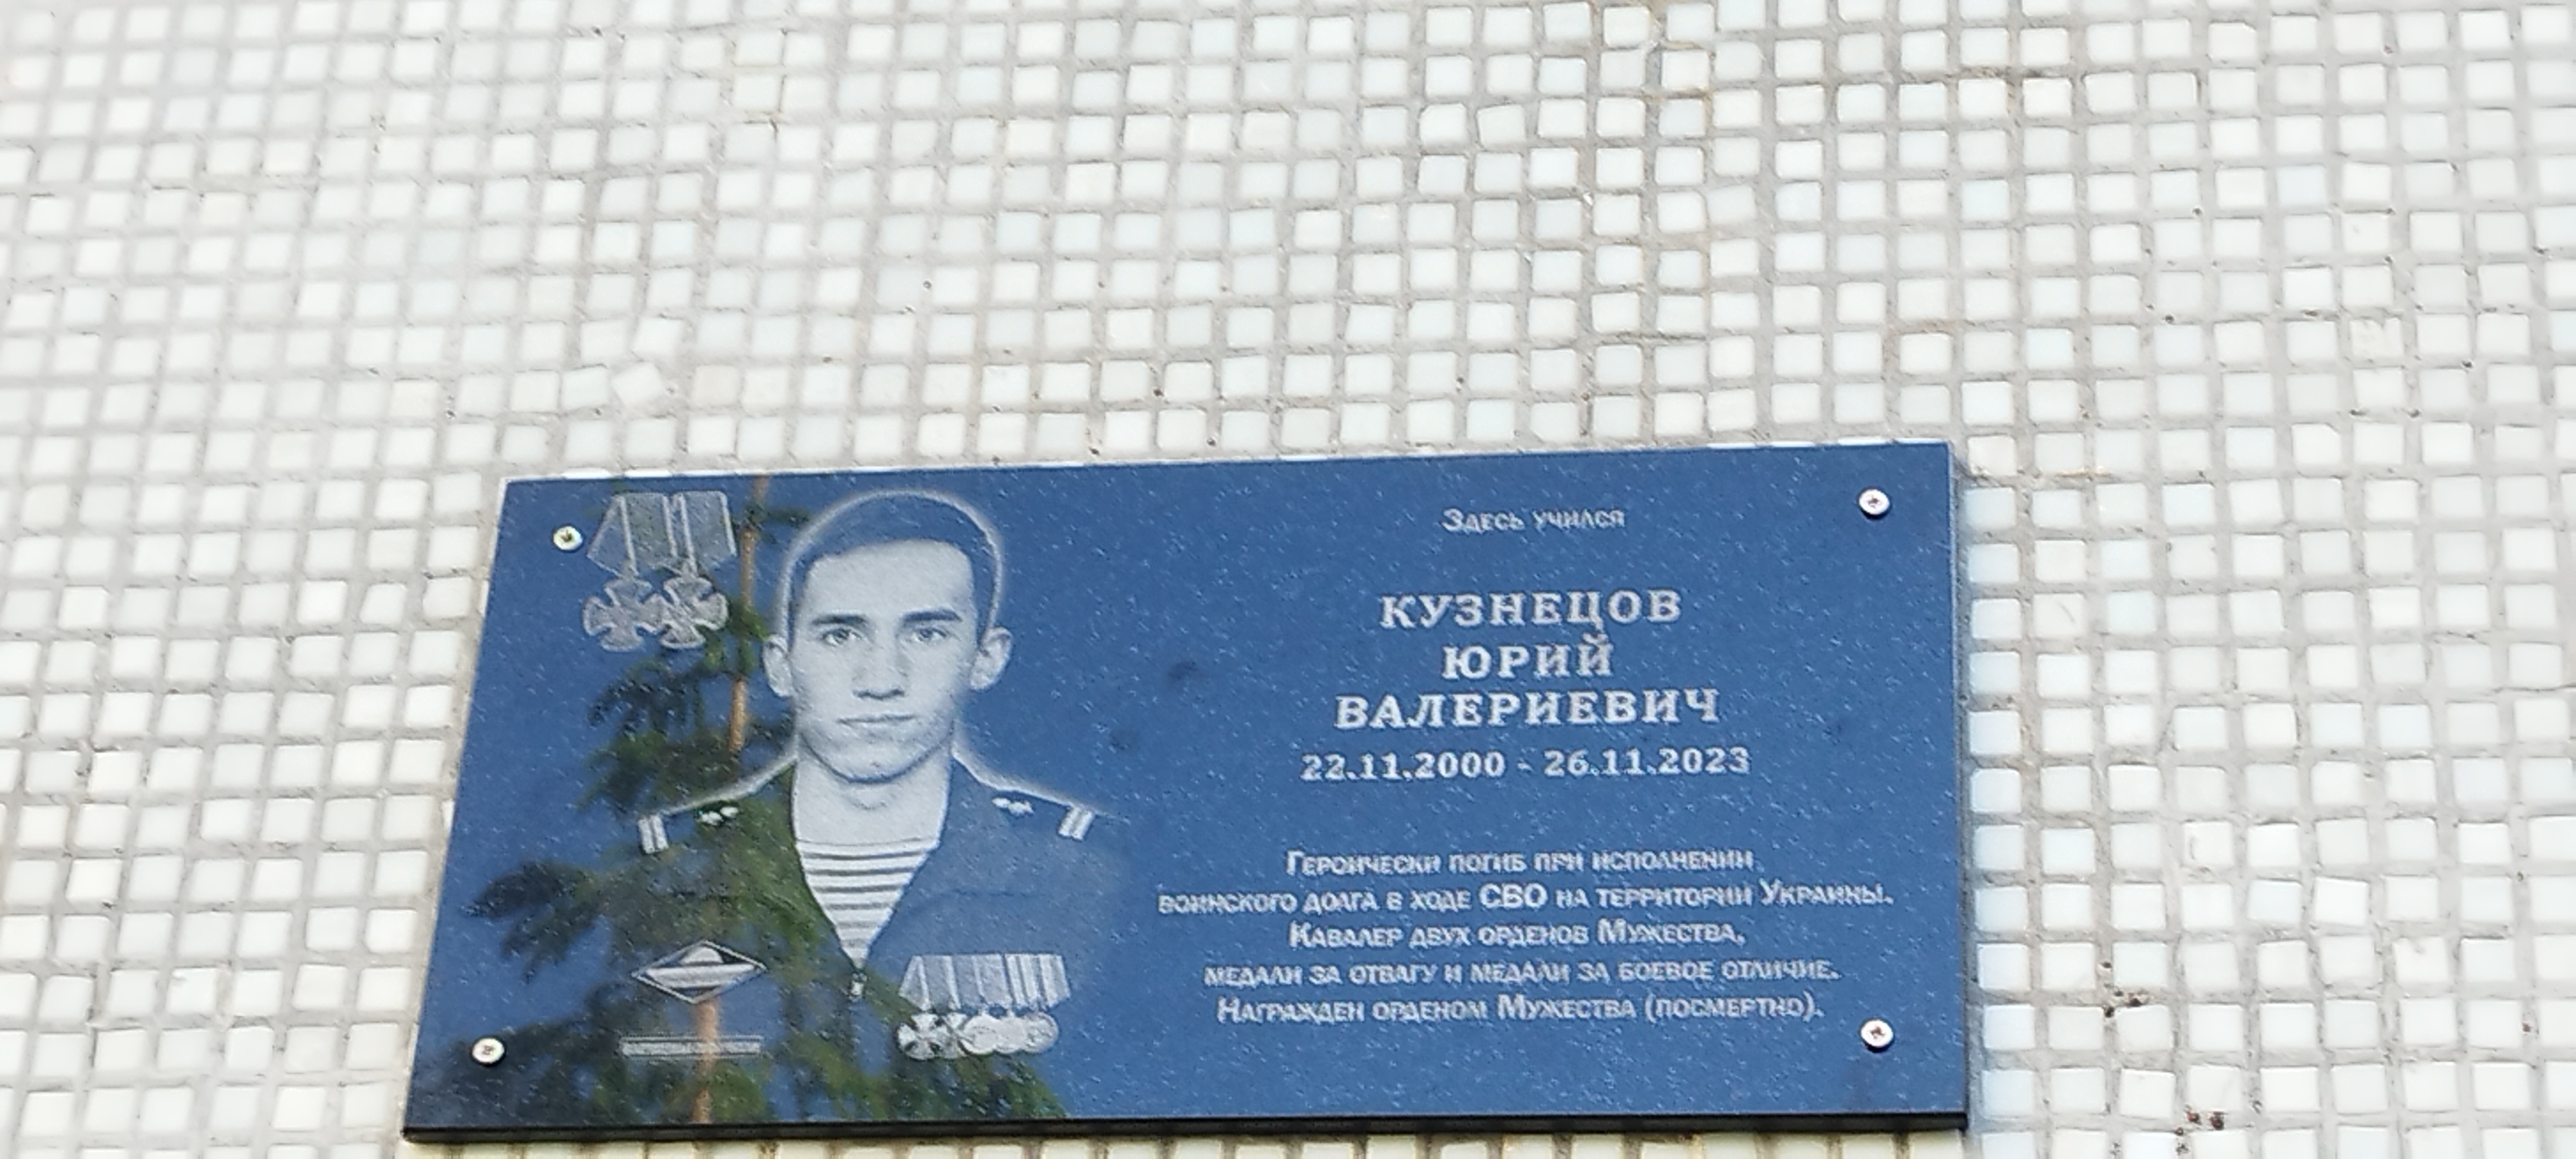 Здесь учился
КУЗНЕЦОВ
ЮРИЙ
ВАЛЕРИЕВИЧ
22.11.2000 - 26.11.2023
Героически погиб при исполнении
воинского долга в ходе СВО на территории Украины.
Кавалер двух орденов Мужества,
медали за отвагу и медали за боевое отличие.
Награжден орденом Мужества (посмертно).